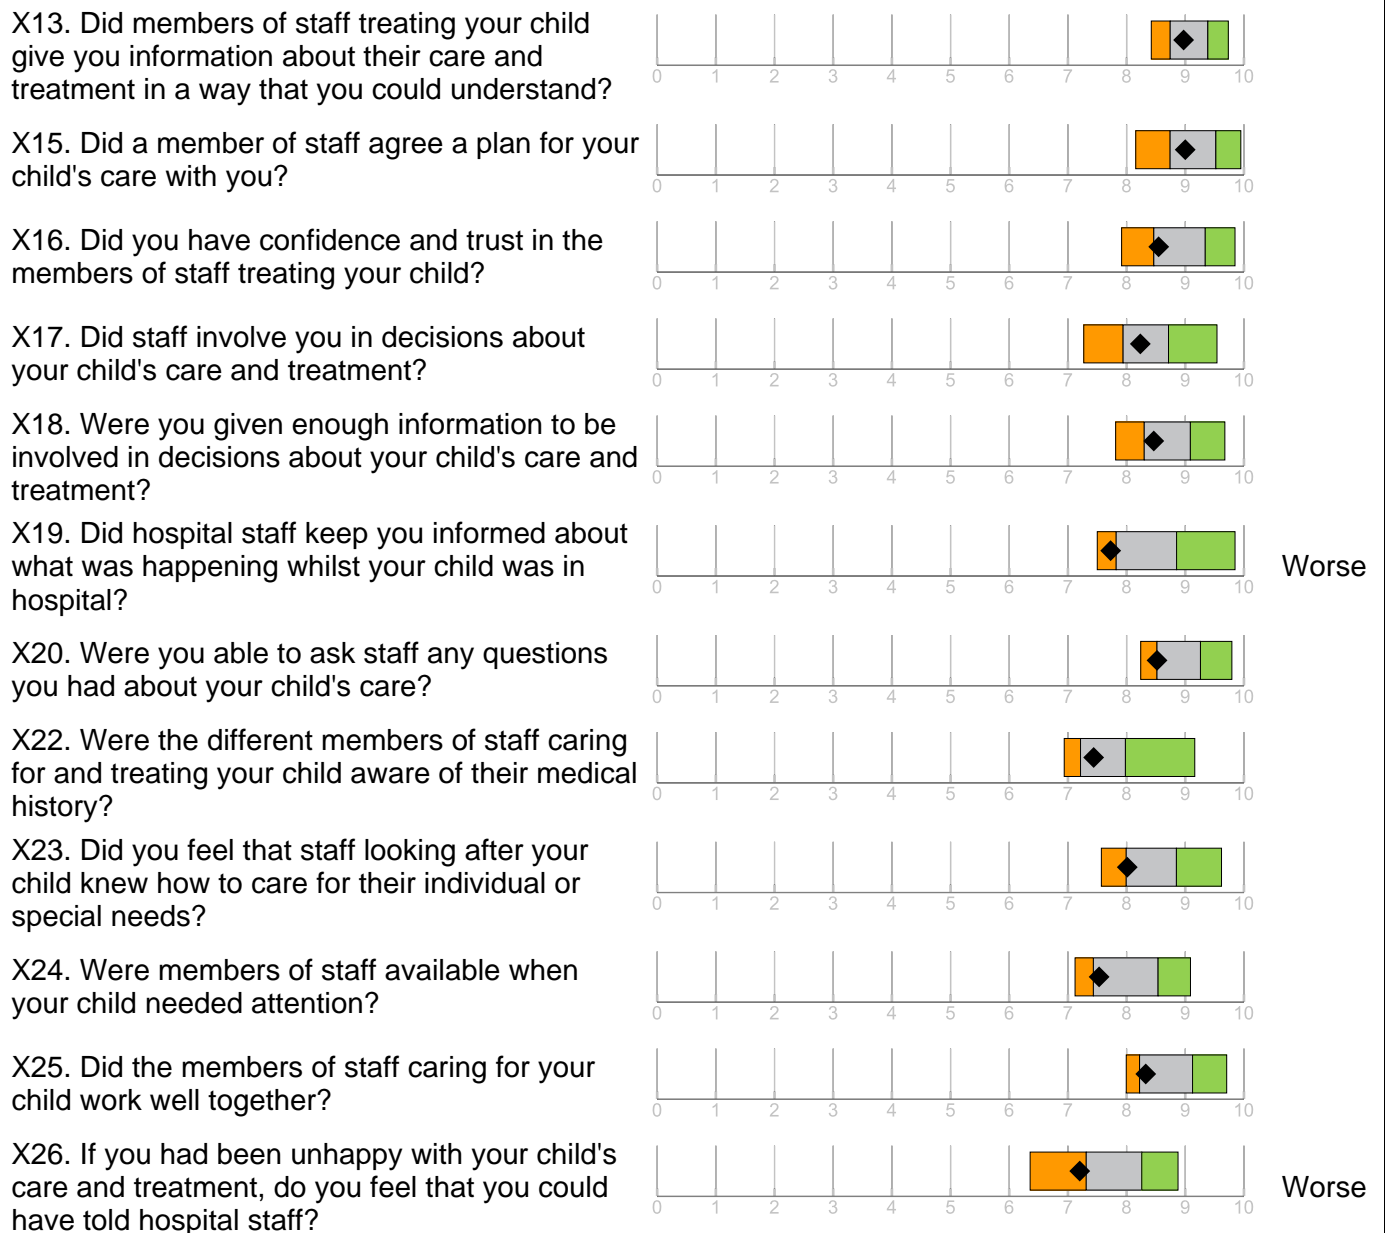 X13. Did members of staff treating your child
give you information about their care and
treatment in a way that you could understand?
0 1 2 3 4 5 6 7 8 9 10
X15. Did a member of staff agree a plan for your
child's care with you?
0 1 2 3 4 5 6 7 8 9 10
X16. Did you have confidence and trust in the
members of staff treating your child?
0 1 2 3 4 5 6 7 8 9 10
X17. Did staff involve you in decisions about
your child's care and treatment?
0 1 2 3 4 5 6 7 8 9 10
X18. Were you given enough information to be
involved in decisions about your child's care and
treatment?
0 1 2 3 4 5 6 7 8 9 10
X19. Did hospital staff keep you informed about
what was happening whilst your child was in
hospital?
0 1 2 3 4 5 6 7 8 9 10
Worse
X20. Were you able to ask staff any questions
you had about your child's care?
0 1 2 3 4 5 6 7 8 9 10
X22. Were the different members of staff caring
for and treating your child aware of their medical
history?
0 1 2 3 4 5 6 7 8 9 10
X23. Did you feel that staff looking after your
child knew how to care for their individual or
special needs?
0 1 2 3 4 5 6 7 8 9 10
X24. Were members of staff available when
your child needed attention?
0 1 2 3 4 5 6 7 8 9 10
X25. Did the members of staff caring for your
child work well together?
0 1 2 3 4 5 6 7 8 9 10
X26. If you had been unhappy with your child's
care and treatment, do you feel that you could
have told hospital staff?
0 1 2 3 4 5 6 7 8 9 10
Worse